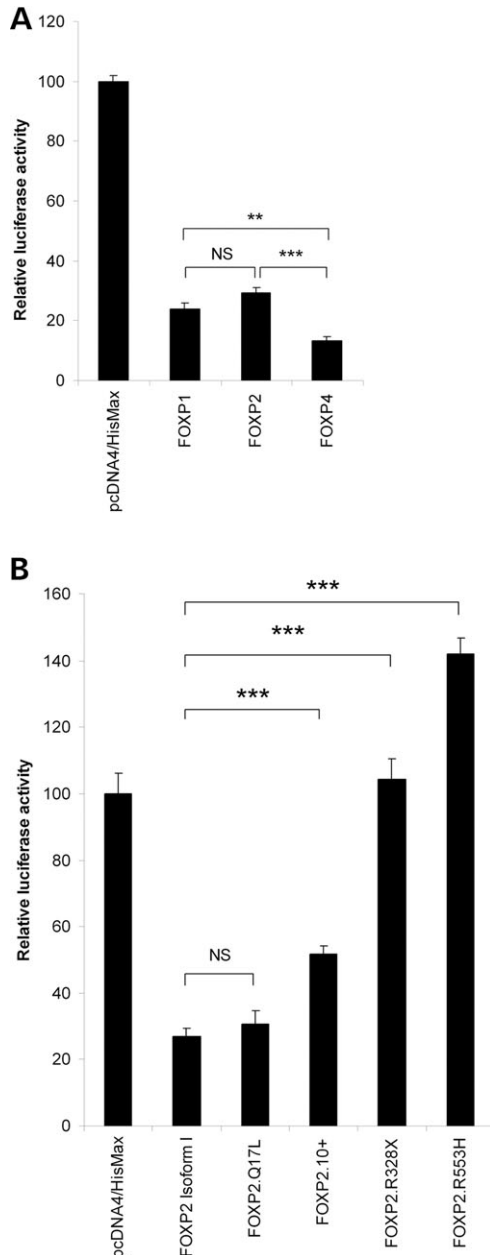 A
120
100
80
60
40
20
0
Relative luciferase activity
**
NS
***
pcDNA4/HisMax
FOXP1
FOXP2
FOXP4
B
160
140
120
100
80
60
40
20
0
Relative luciferase activity
***
***
***
NS
pcDNA4/HisMax
FOXP2 Isoform I
FOXP2.Q17L
FOXP2.10+
FOXP2.R328X
FOXP2.R553H